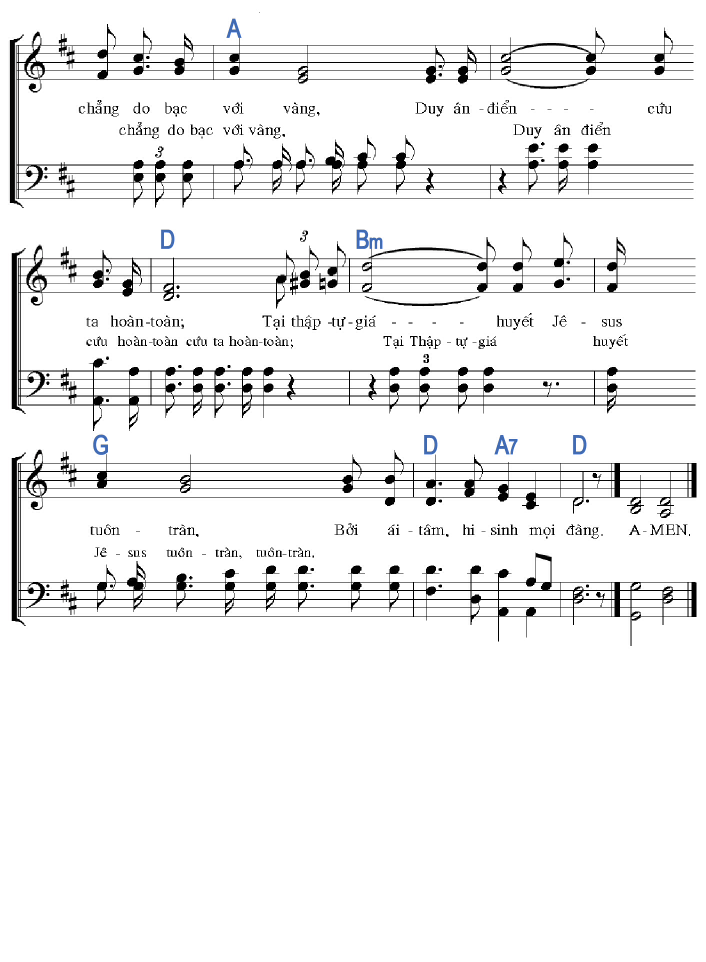 A
chẳng do bạc với vàng, Duy ân-điển - - - - cứu
chẳng do bạc với vàng, Duy ân điển
3
D 3 Bm
ta hoàn-toàn; Tại thập-tự-giá - - - - huyết Jê-sus
cứu hoàn-toàn cứu ta hoàn-toàn; Tại Thập-tự-giá huyết
3
G D A7 D
tuôn - tràn, Bởi ái-tâm, hi-sinh mọi đàng. A-MEN.
Jê-sus tuôn-tràn, tuôn-tràn,